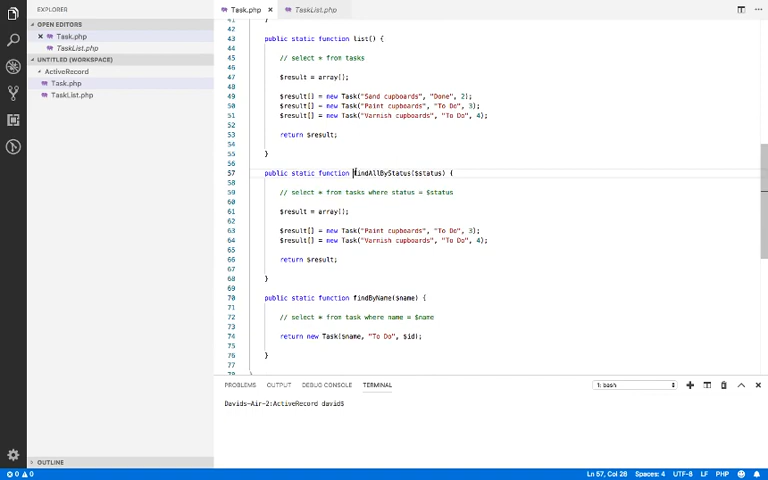 EXPLORER
OPEN EDITORS
Task.php
TaskList.php
UNTITLED (WORKSPACE)
ActiveRecord
Task.php
TaskList.php
OUTLINE
Task.php
TaskList.php
41 }
42
43 public static function list() {
44
45 // select * from tasks
46
47 $result = array();
48
49 $result[] = new Task("Sand cupboards", "Done", 2);
50 $result[] = new Task("Paint cupboards", "To Do", 3);
51 $result[] = new Task("Varnish cupboards", "To Do", 4);
52
53 return $result;
54
55 }
56
57 public static function findAllByStatus($status) {
58
59 // select * from tasks where status = $status
60
61 $result = array();
62
63 $result[] = new Task("Paint cupboards", "To Do", 3);
64 $result[] = new Task("Varnish cupboards", "To Do", 4);
65
66 return $result;
67
68 }
69
70 public static function findByName($name) {
71
72 // select * from task where name = $name
73
74 return new Task($name, "To Do", $id);
75
76 }
77
PROBLEMS OUTPUT DEBUG CONSOLE TERMINAL 1: bash
Davids-Air-2:ActiveRecord david$
0 0 Ln 57, Col 28 Spaces: 4 UTF-8 LF PHP